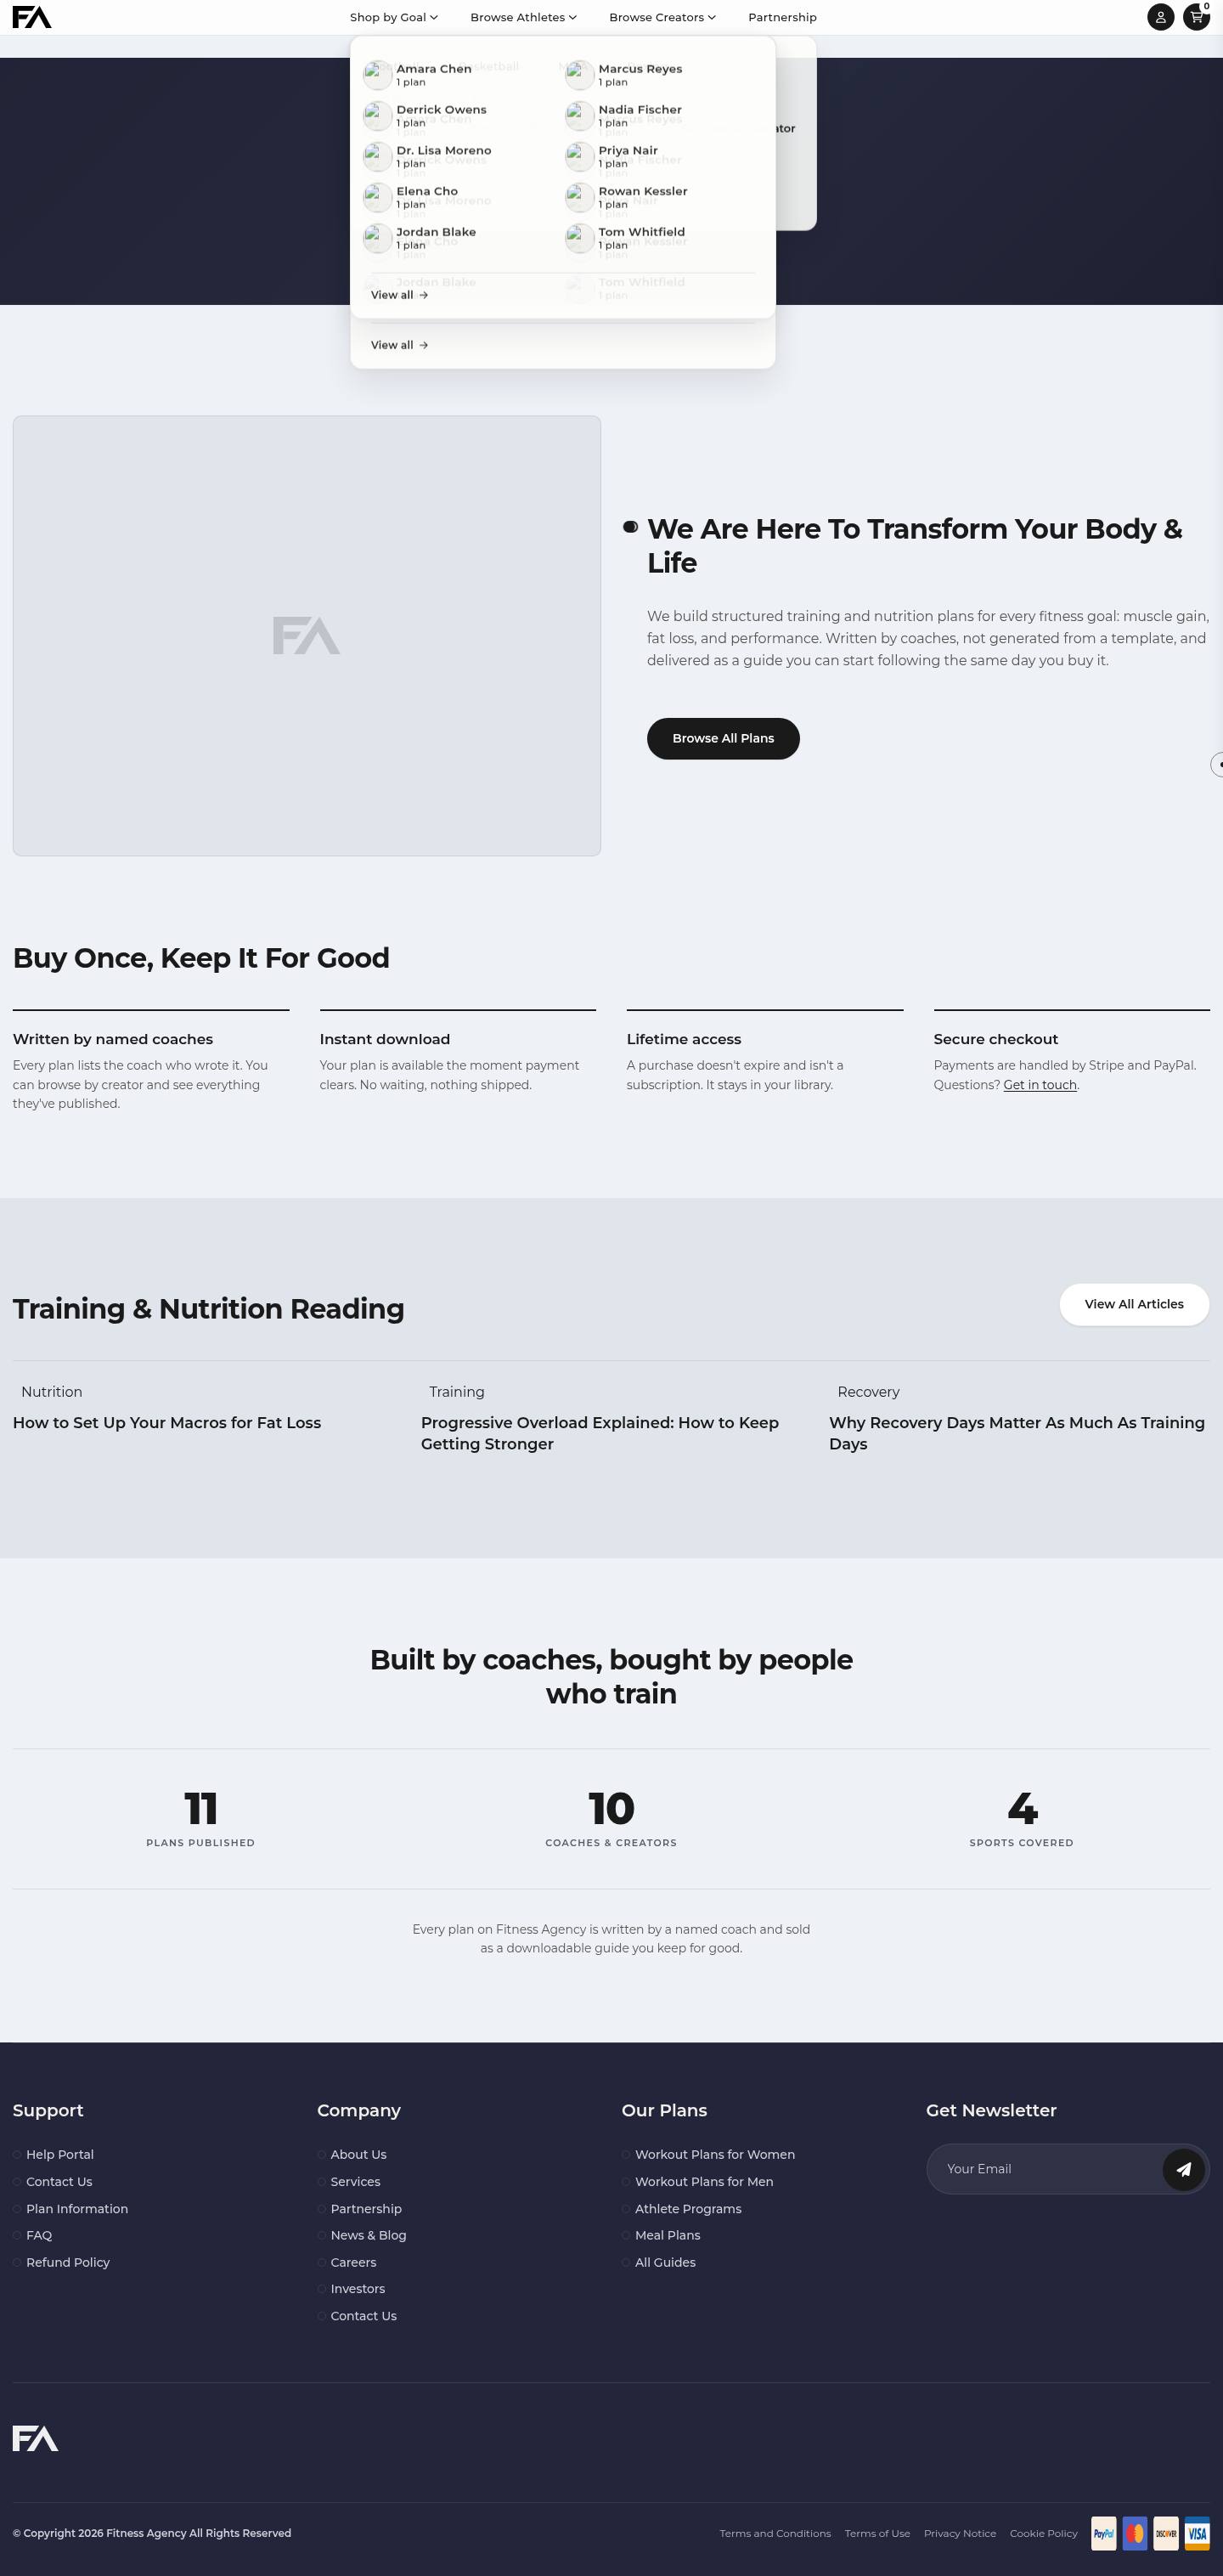 FA
Shop by Goal
Browse Athletes
Browse Creators
Partnership
0
Basketball
Amara Chen
1 plan
Marcus Reyes
1 plan
Derrick Owens
1 plan
Nadia Fischer
1 plan
Dr. Lisa Moreno
1 plan
Priya Nair
1 plan
Elena Cho
1 plan
Rowan Kessler
1 plan
Jordan Blake
1 plan
Tom Whitfield
1 plan
Jordan Blake
1 plan
Tom Whitfield
1 plan
View all
View all
FA
We Are Here To Transform Your Body &
Life
We build structured training and nutrition plans for every fitness goal: muscle gain,
fat loss, and performance. Written by coaches, not generated from a template, and
delivered as a guide you can start following the same day you buy it.
Browse All Plans
Buy Once, Keep It For Good
Written by named coaches
Every plan lists the coach who wrote it. You
can browse by creator and see everything
they've published.
Instant download
Your plan is available the moment payment
clears. No waiting, nothing shipped.
Lifetime access
A purchase doesn't expire and isn't a
subscription. It stays in your library.
Secure checkout
Payments are handled by Stripe and PayPal.
Questions? Get in touch.
Training & Nutrition Reading
View All Articles
Nutrition
How to Set Up Your Macros for Fat Loss
Training
Progressive Overload Explained: How to Keep
Getting Stronger
Recovery
Why Recovery Days Matter As Much As Training
Days
Built by coaches, bought by people
who train
11
PLANS PUBLISHED
10
COACHES & CREATORS
4
SPORTS COVERED
Every plan on Fitness Agency is written by a named coach and sold
as a downloadable guide you keep for good.
Support
Help Portal
Contact Us
Plan Information
FAQ
Refund Policy
Company
About Us
Services
Partnership
News & Blog
Careers
Investors
Contact Us
Our Plans
Workout Plans for Women
Workout Plans for Men
Athlete Programs
Meal Plans
All Guides
Get Newsletter
Your Email
FA
© Copyright 2026 Fitness Agency All Rights Reserved
Terms and Conditions
Terms of Use
Privacy Notice
Cookie Policy
PayPal
DISCOVER
VISA